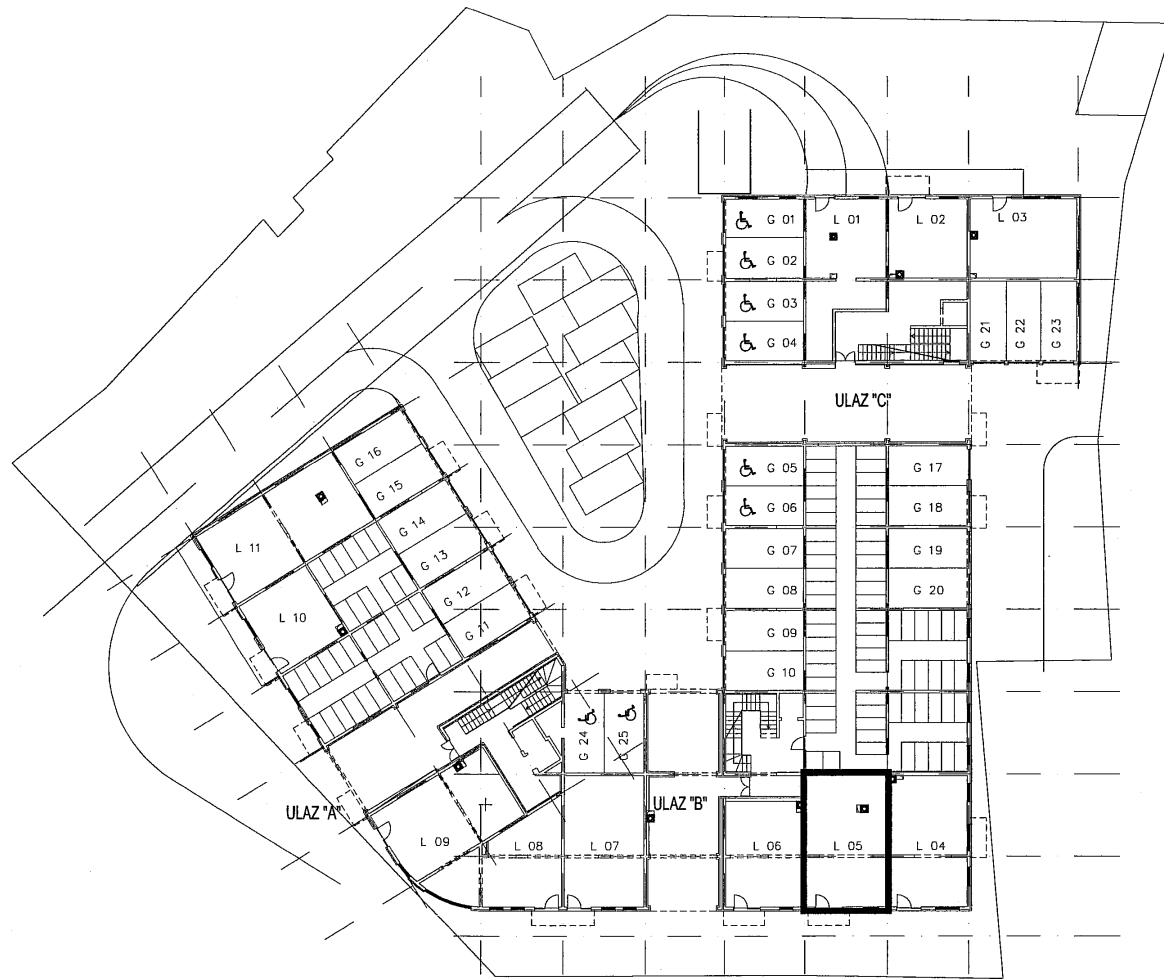 G 01
L 01
L 02
L 03
G 02
G 03
G 04
G 21
G 22
G 23
ULAZ "C"
G 05
G 17
G 06
G 18
G 07
G 19
G 08
G 20
G 09
G 10
G 16
G 15
G 14
G 13
G 12
G 11
L 11
L 10
G 24
G 25
ULAZ "A"
ULAZ "B"
L 09
L 08
L 07
L 06
L 05
L 04